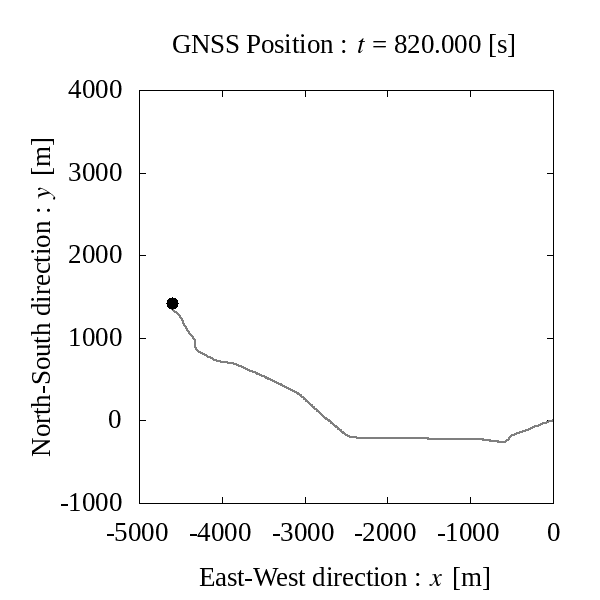 GNSS Position : t = 820.000 [s]
4000
3000
2000
1000
0
-1000
North-South direction : y [m]
-5000 -4000 -3000 -2000 -1000 0
East-West direction : x [m]